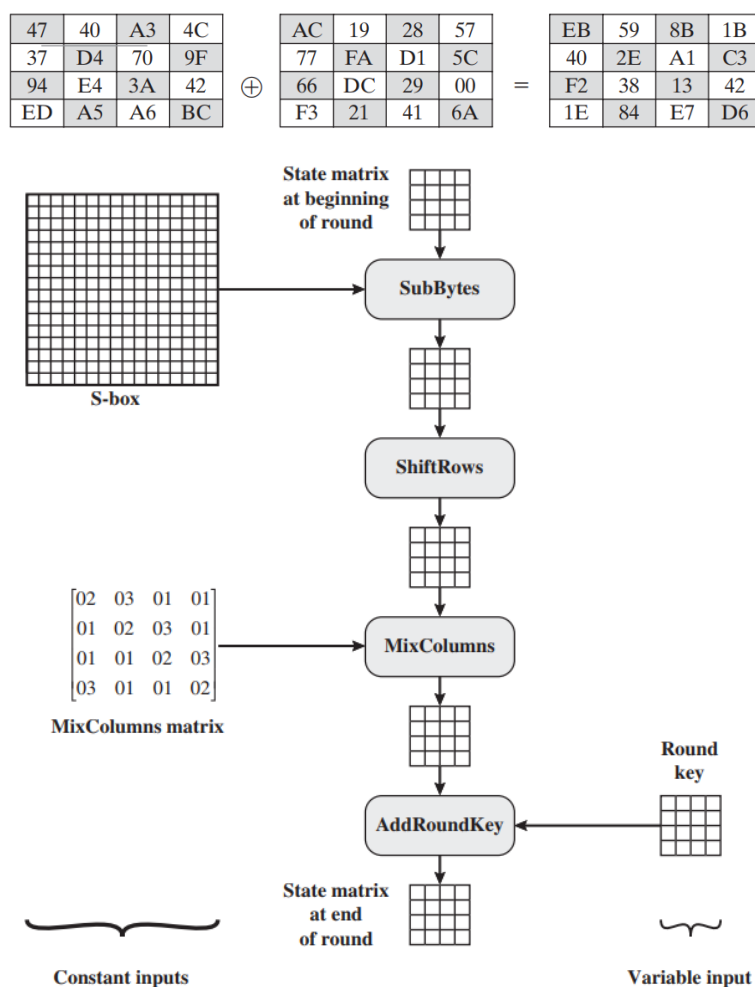 47 40 A3 4C AC 19 28 57 EB 59 8B 1B
37 D4 70 9F 77 FA D1 5C 40 2E A1 C3
94 E4 3A 42 ⊕ 66 DC 29 00 = F2 38 13 42
ED A5 A6 BC F3 21 41 6A 1E 84 E7 D6
State matrix
at beginning
of round
SubBytes
S-box
ShiftRows
02 03 01 01
01 02 03 01
01 01 02 03
03 01 01 02
MixColumns
MixColumns matrix
Round
key
AddRoundKey
State matrix
at end
of round
Constant inputs
Variable input